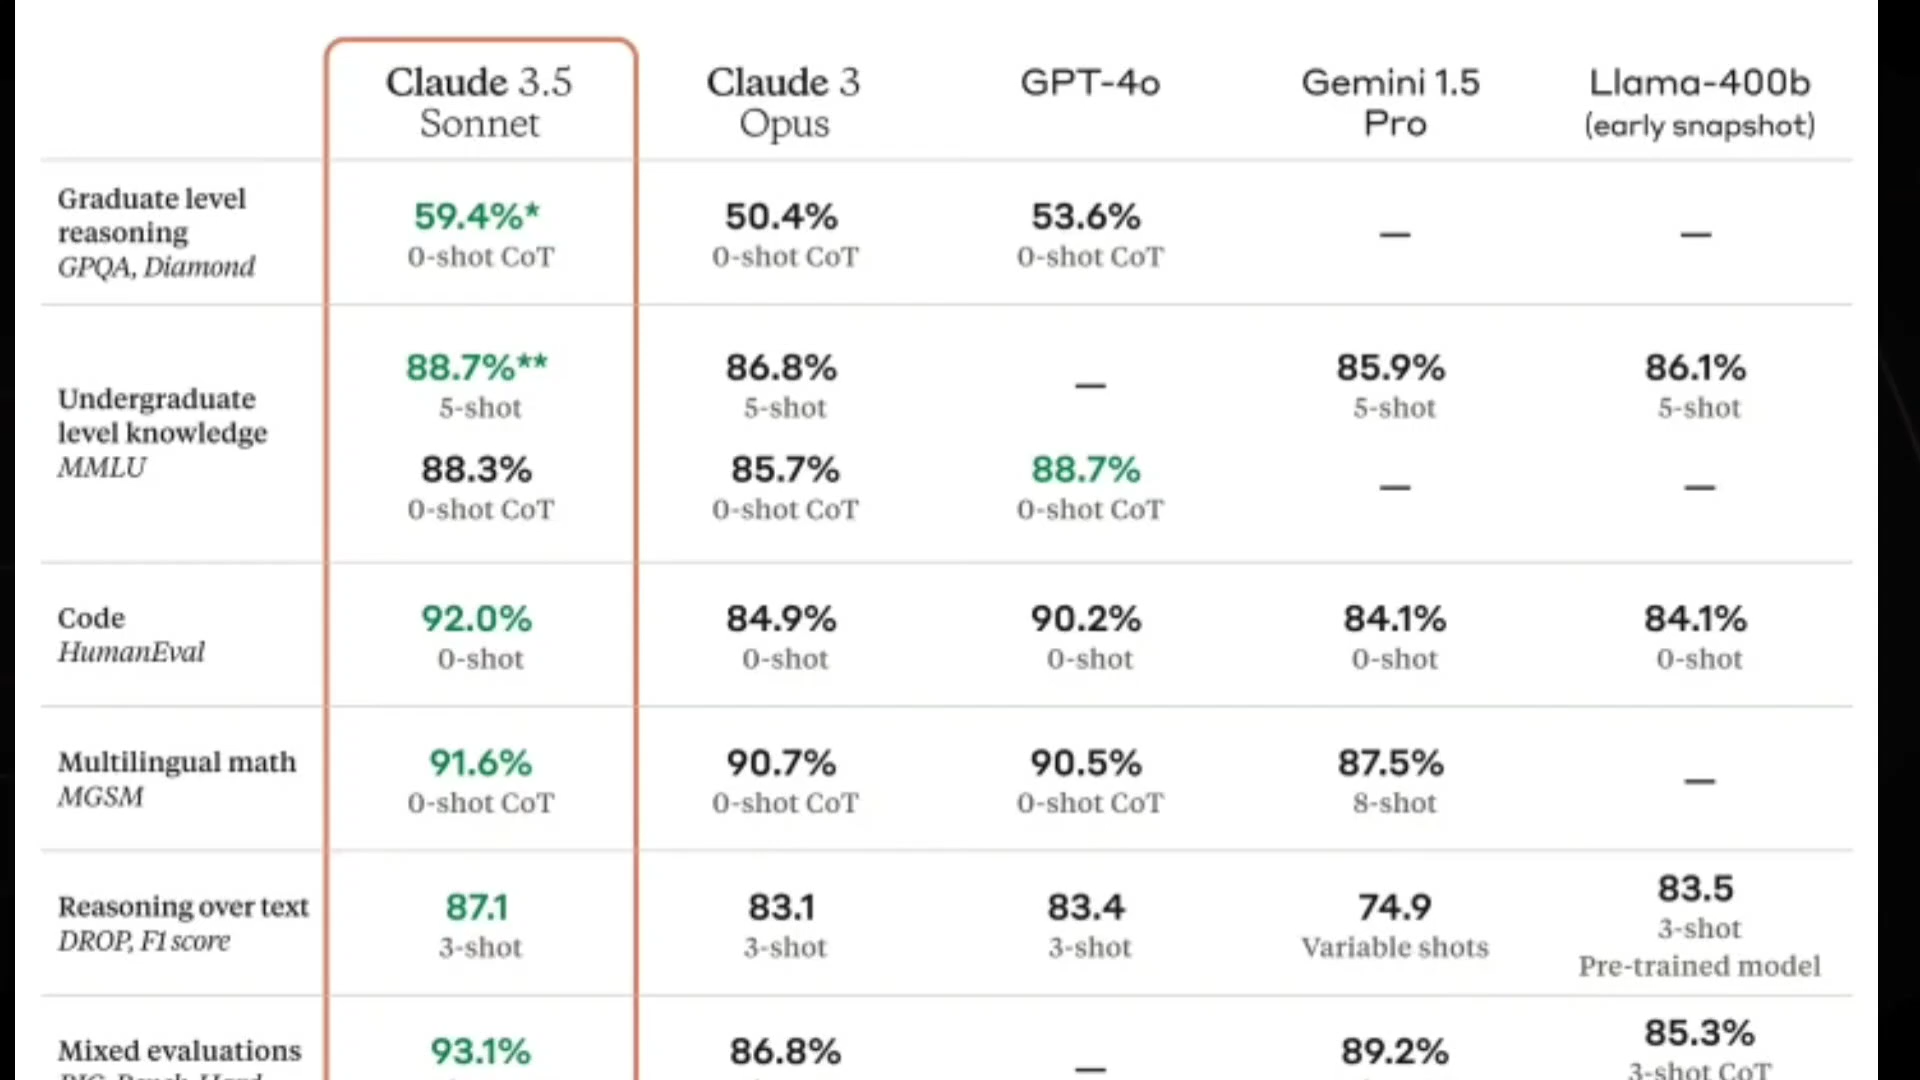 Claude 3.5
Sonnet
Claude 3
Opus
GPT-4o
Gemini 1.5
Pro
Llama-400b
(early snapshot)
Graduate level
reasoning
GPQA, Diamond
59.4%*
0-shot CoT
50.4%
0-shot CoT
53.6%
0-shot CoT
—
—
Undergraduate
level knowledge
MMLU
88.7%**
5-shot
86.8%
5-shot
—
85.9%
5-shot
86.1%
5-shot
88.3%
0-shot CoT
85.7%
0-shot CoT
88.7%
0-shot CoT
—
—
Code
HumanEval
92.0%
0-shot
84.9%
0-shot
90.2%
0-shot
84.1%
0-shot
84.1%
0-shot
Multilingual math
MGSM
91.6%
0-shot CoT
90.7%
0-shot CoT
90.5%
0-shot CoT
87.5%
8-shot
—
Reasoning over text
DROP, F1 score
87.1
3-shot
83.1
3-shot
83.4
3-shot
74.9
Variable shots
83.5
3-shot
Pre-trained model
Mixed evaluations
93.1%
86.8%
—
89.2%
85.3%
3-shot CoT